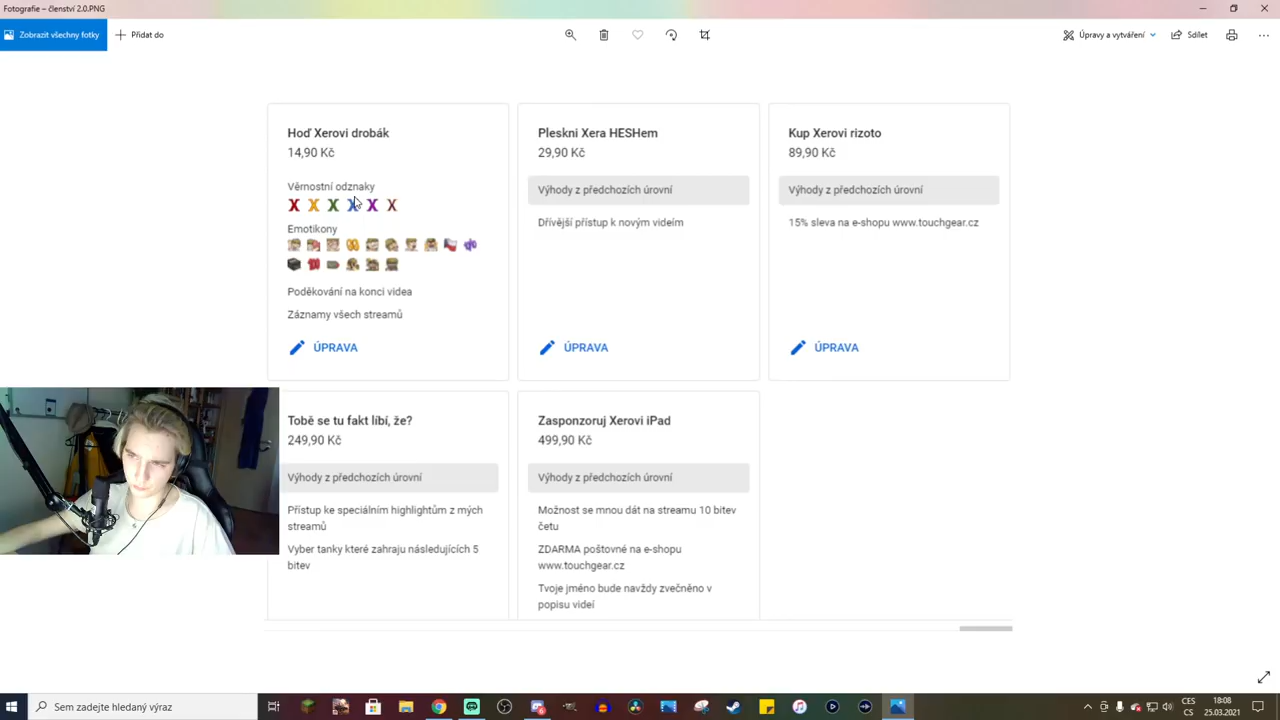 Fotografie – členství 2.0.PNG
Zobrazit všechny fotky
Přidat do
Úpravy a vytváření
Sdílet
Hoď Xerovi drobák
14,90 Kč
Věrnostní odznaky
X X X X X X
Emotikony
Poděkování na konci videa
Záznamy všech streamů
ÚPRAVA
Pleskni Xera HESHem
29,90 Kč
Výhody z předchozích úrovní
Dřívější přístup k novým videím
ÚPRAVA
Kup Xerovi rizoto
89,90 Kč
Výhody z předchozích úrovní
15% sleva na e-shopu www.touchgear.cz
ÚPRAVA
Tobě se tu fakt líbí, že?
249,90 Kč
Výhody z předchozích úrovní
Přístup ke speciálním highlightům z mých
streamů
Vyber tanky které zahraju následujících 5
bitev
Zasponzoruj Xerovi iPad
499,90 Kč
Výhody z předchozích úrovní
Možnost se mnou dát na streamu 10 bitev
četu
ZDARMA poštovné na e-shopu
www.touchgear.cz
Tvoje jméno bude navždy zvečněno v
popisu videí
Sem zadejte hledaný výraz
CES
18:08
25.03.2021